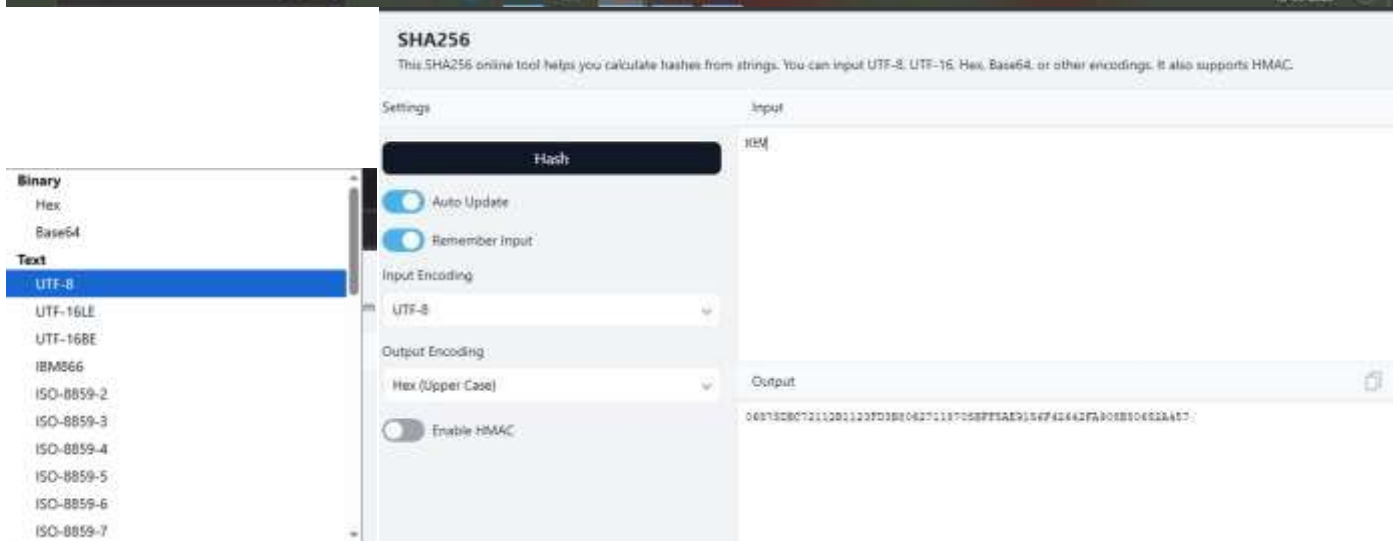 SHA256
This SHA256 online tool helps you calculate hashes from strings. You can input UTF-8, UTF-16, Hex, Base64, or other encodings. It also supports HMAC.
Settings
Input
Hash
Auto Update
Remember Input
Input Encoding
UTF-8
Output Encoding
Hex (Upper Case)
Enable HMAC
Output
Binary
Hex
Base64
Text
UTF-8
UTF-16LE
UTF-16BE
IBM866
ISO-8859-2
ISO-8859-3
ISO-8859-4
ISO-8859-5
ISO-8859-6
ISO-8859-7